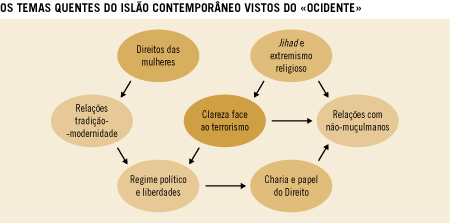 OS TEMAS QUENTES DO ISLÃO CONTEMPORÂNEO VISTOS DO «OCIDENTE»
Direitos das
mulheres
Jihad e
extremismo
religioso
Relações
tradição-
-modernidade
Clareza face
ao terrorismo
Relações com
não-muçulmanos
Regime político
e liberdades
Charia e papel
do Direito